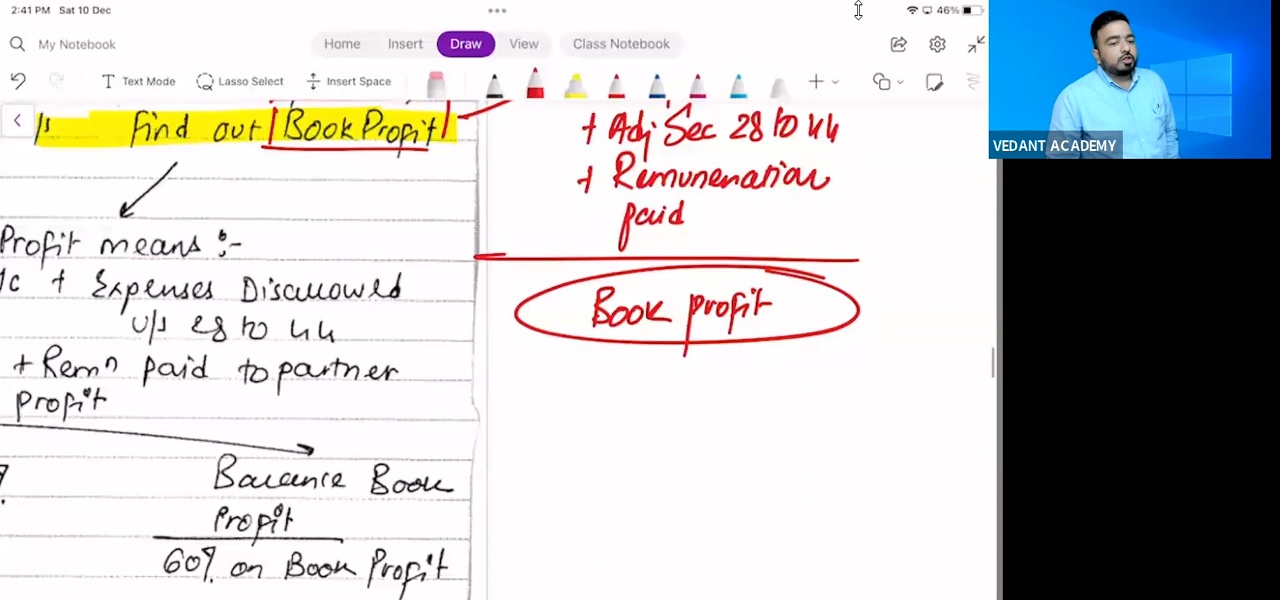 2:41 PM Sat 10 Dec
46%
My Notebook
Home Insert Draw View Class Notebook
Text Mode Lasso Select Insert Space
Find out Book Profit
Profit means :-
+ Expenses Disallowed
u/s 28 to 44
+ Remn paid to partner
Profit
Balance Book
Profit
60% on Book Profit
+ Adj Sec 28 to 44
+ Remuneration
paid
Book profit
VEDANT ACADEMY